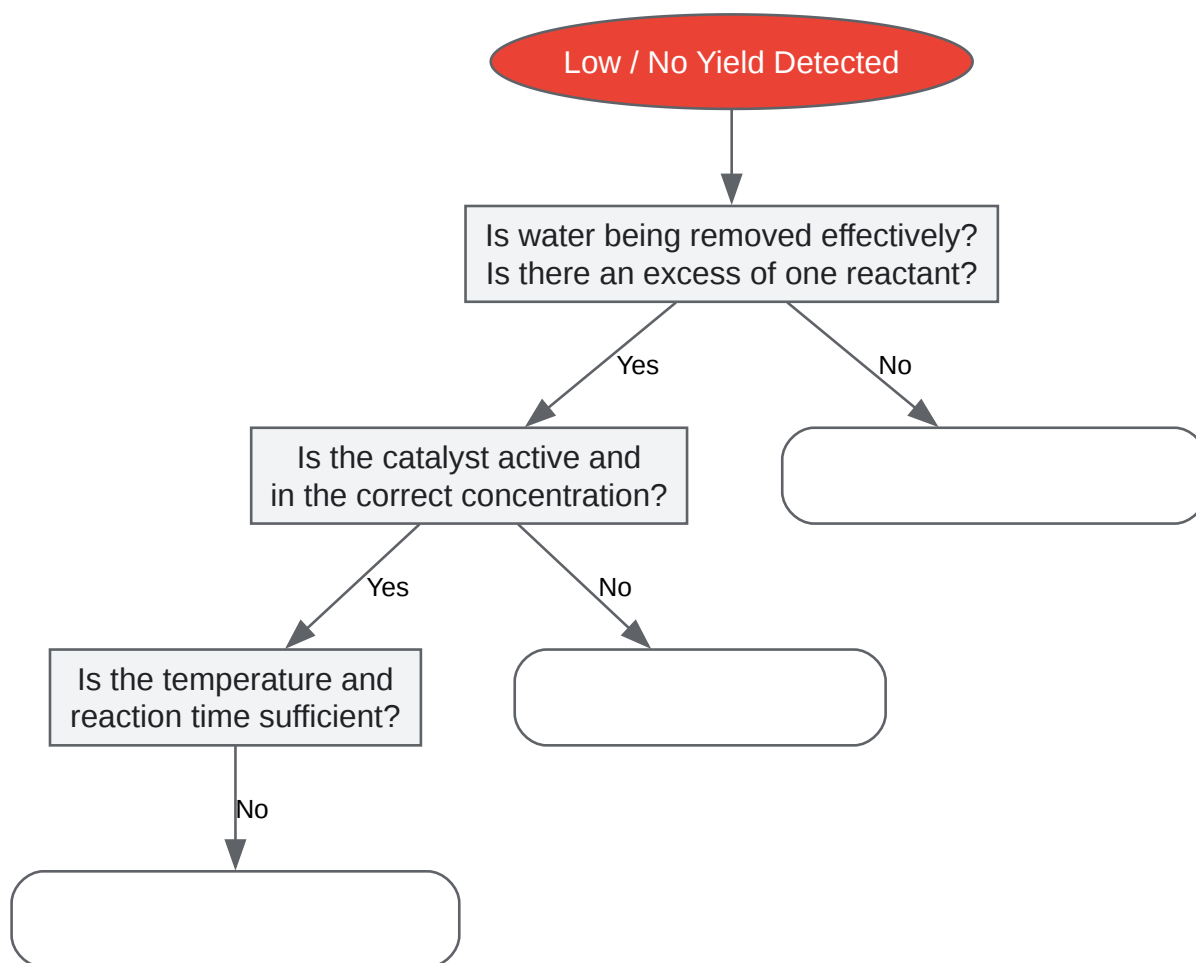 Low / No Yield Detected
Is water being removed effectively?
Is there an excess of one reactant?
Yes
No
Is the catalyst active and
in the correct concentration?
Yes
No
Is the temperature and
reaction time sufficient?
No